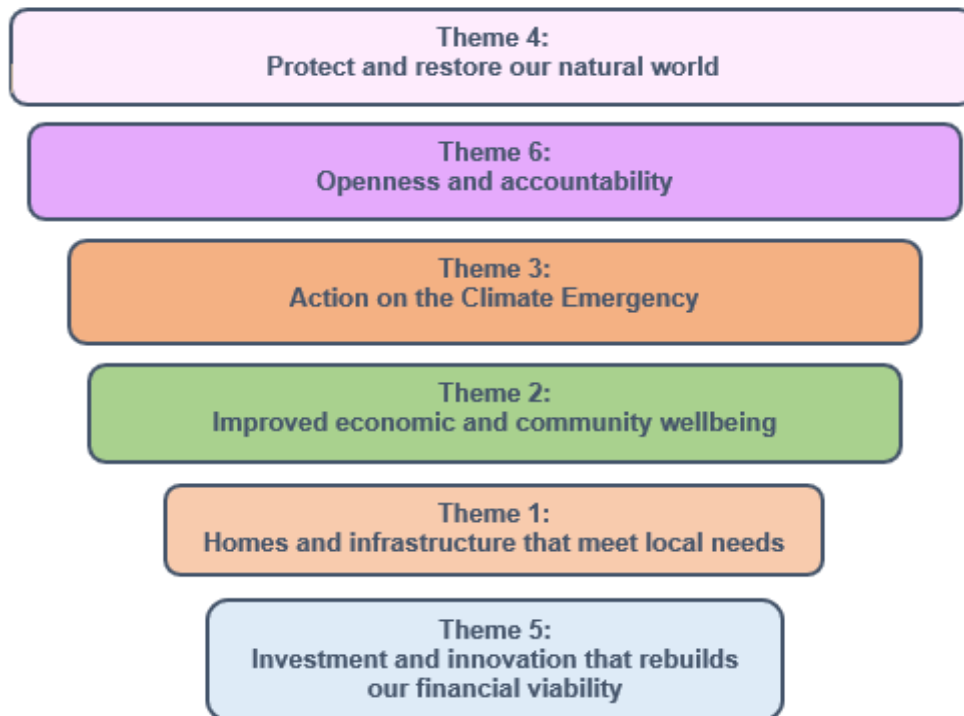 Theme 4:
Protect and restore our natural world
Theme 6:
Openness and accountability
Theme 3:
Action on the Climate Emergency
Theme 2:
Improved economic and community wellbeing
Theme 1:
Homes and infrastructure that meet local needs
Theme 5:
Investment and innovation that rebuilds
our financial viability